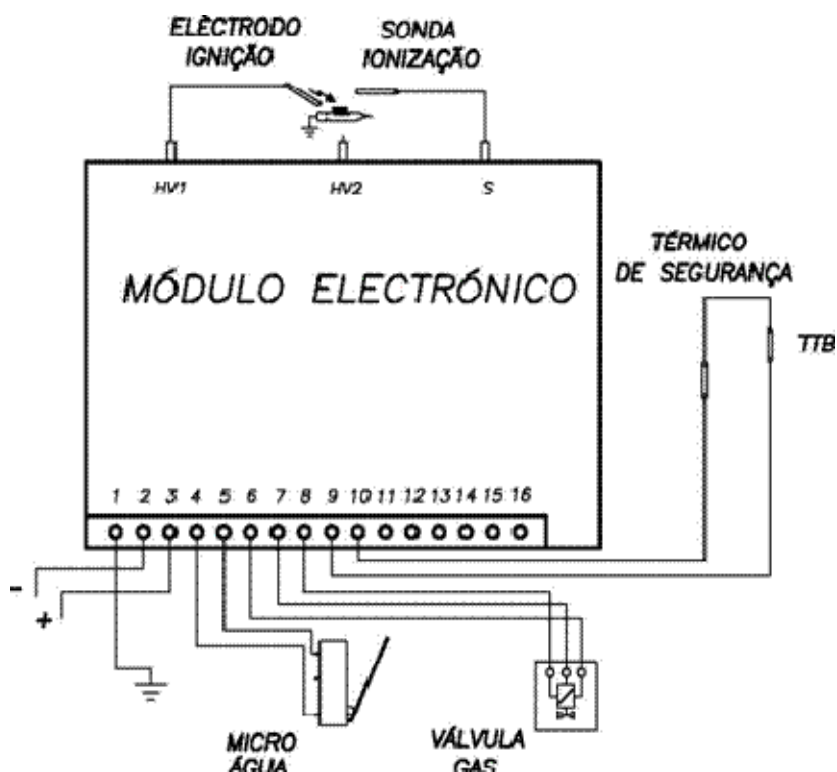 ELÈCTRODO
IGNIÇÃO
SONDA
IONIZAÇÃO
HV1 HV2 S
TÉRMICO
DE SEGURANÇA
TTB
MÓDULO ELECTRÓNICO
1 2 3 4 5 6 7 8 9 10 11 12 13 14 15 16
-
+
MICRO
ÁGUA
VÁLVULA
GAS